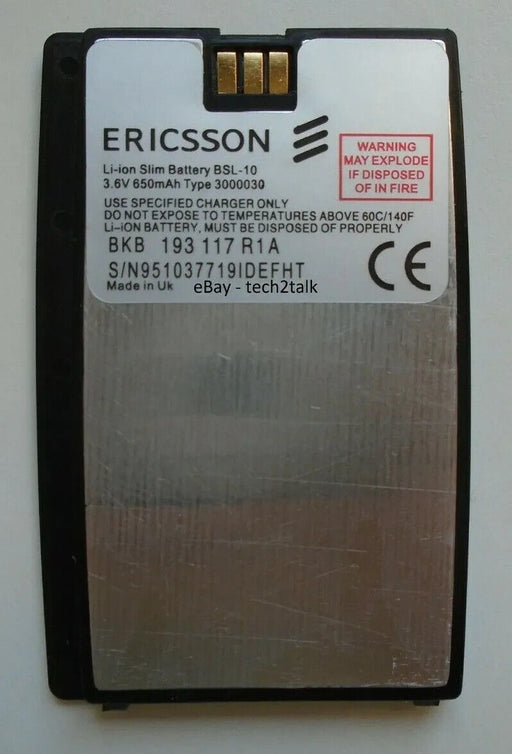 ERICSSON
Li-ion Slim Battery BSL-10
3.6V 650mAh Type 3000030
WARNING
MAY EXPLODE
IF DISPOSED
OF IN FIRE
USE SPECIFIED CHARGER ONLY
DO NOT EXPOSE TO TEMPERATURES ABOVE 60C/140F
Li-ION BATTERY, MUST BE DISPOSED OF PROPERLY
BKB 193 117 R1A
S/N951037719IDEFHT
Made in Uk
eBay - tech2talk
CE